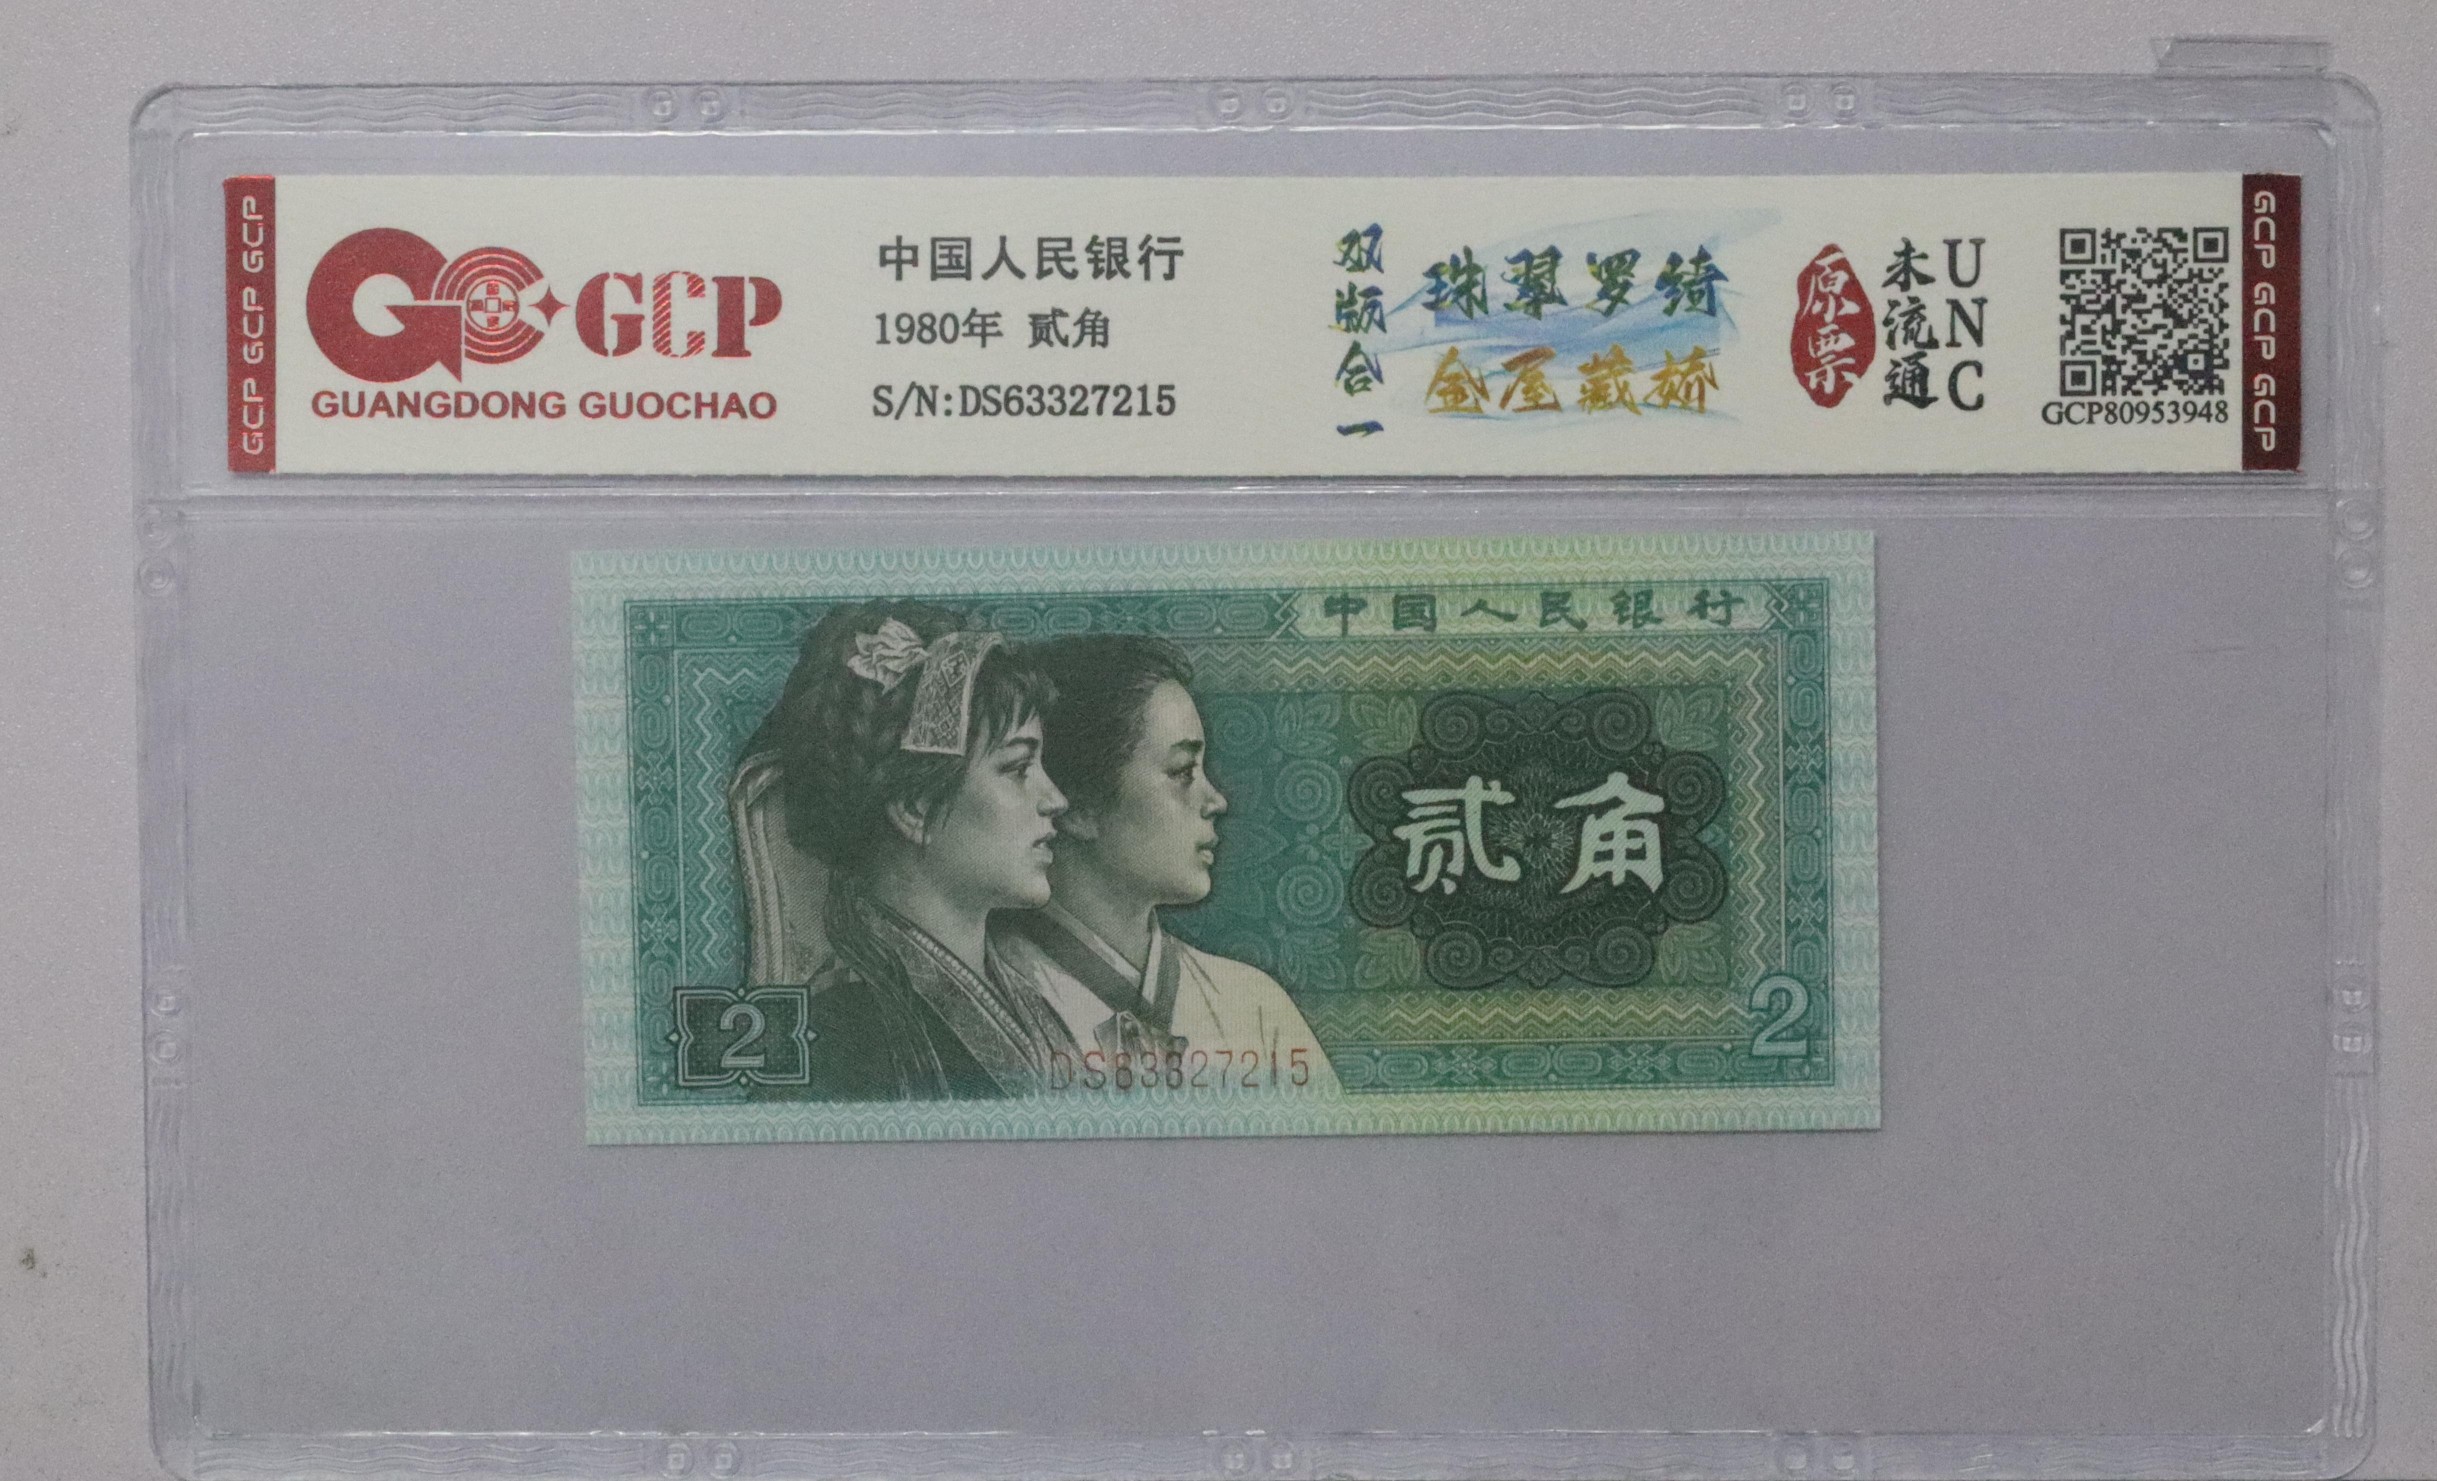 GCP GCP GCP
GCP
GUANGDONG GUOCHAO
中国人民银行
1980年 贰角
S/N:DS63327215
双版合一
珠翠罗绮
金屋藏娇
原票
未流通
UNC
GCP80953948
GCP GCP GCP
中国人民银行
贰角
2
2
DS63327215